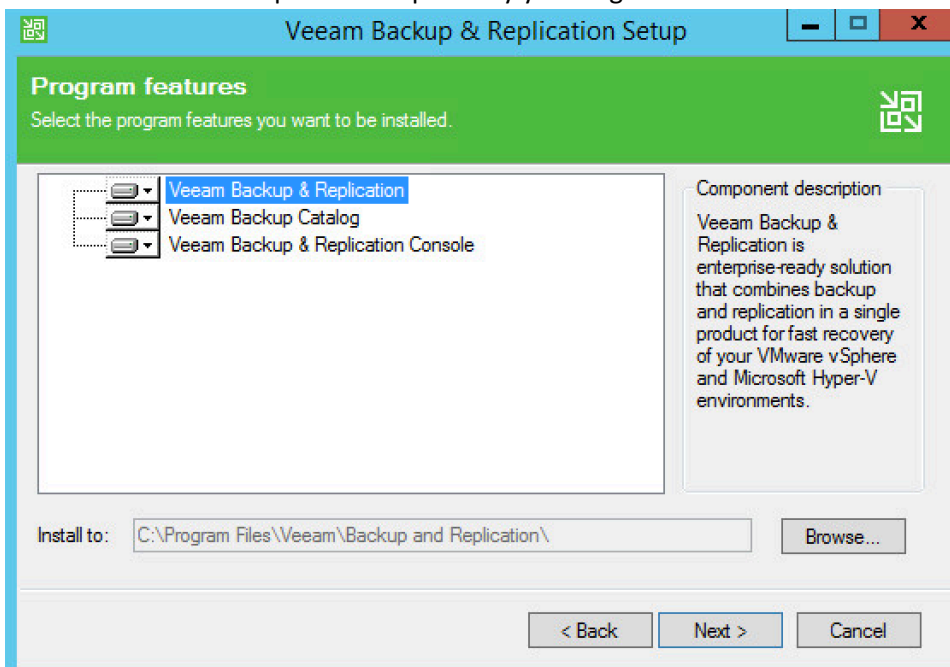 Veeam Backup & Replication Setup
Program features
Select the program features you want to be installed.
Veeam Backup & Replication
Veeam Backup Catalog
Veeam Backup & Replication Console
Component description
Veeam Backup &
Replication is
enterprise-ready solution
that combines backup
and replication in a single
product for fast recovery
of your VMware vSphere
and Microsoft Hyper-V
environments.
Install to:
C:\Program Files\Veeam\Backup and Replication\
Browse...
< Back
Next >
Cancel